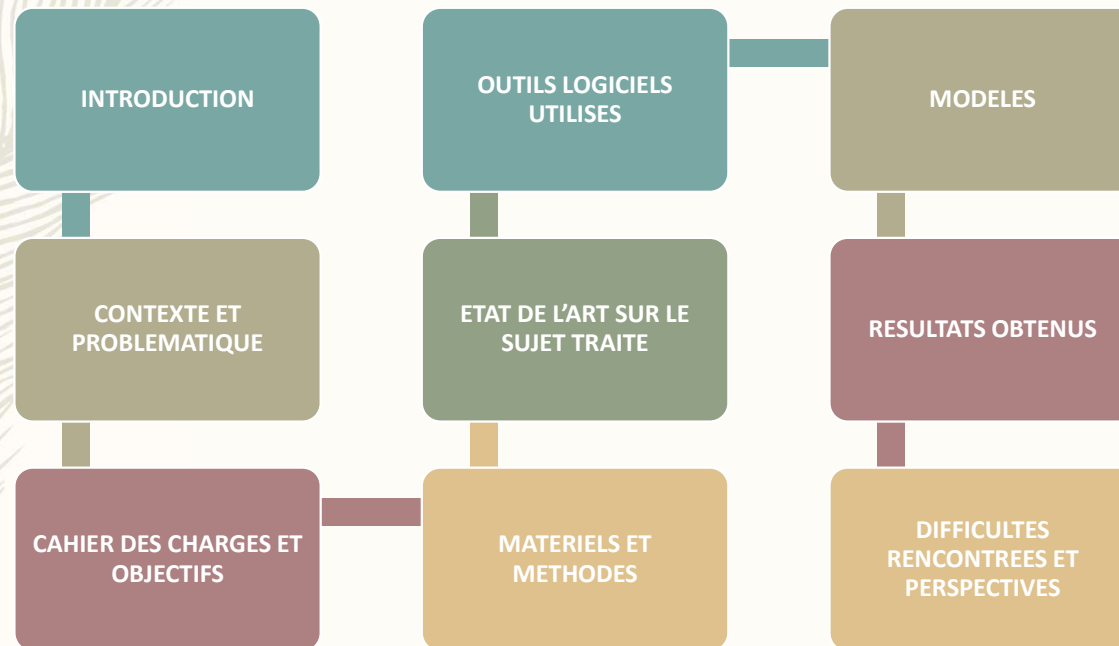 INTRODUCTION
CONTEXTE ET
PROBLEMATIQUE
CAHIER DES CHARGES ET
OBJECTIFS
MATERIELS ET
METHODES
ETAT DE L’ART SUR LE
SUJET TRAITE
OUTILS LOGICIELS
UTILISES
MODELES
RESULTATS OBTENUS
DIFFICULTES
RENCONTREES ET
PERSPECTIVES